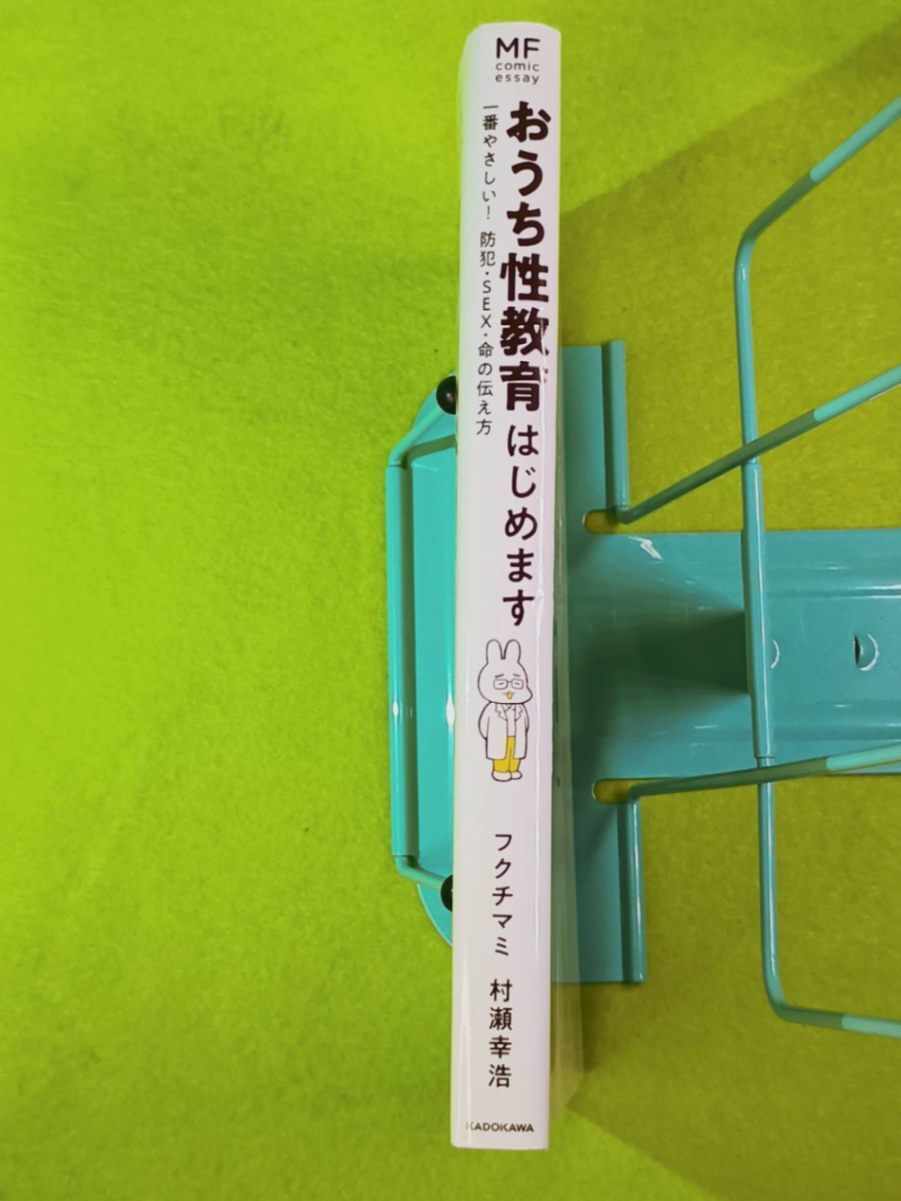 MF
comic
essay
おうち性教育はじめます
一番やさしい！ 防犯・SEX・命の伝え方
フクチマミ 村瀬幸浩
KADOKAWA